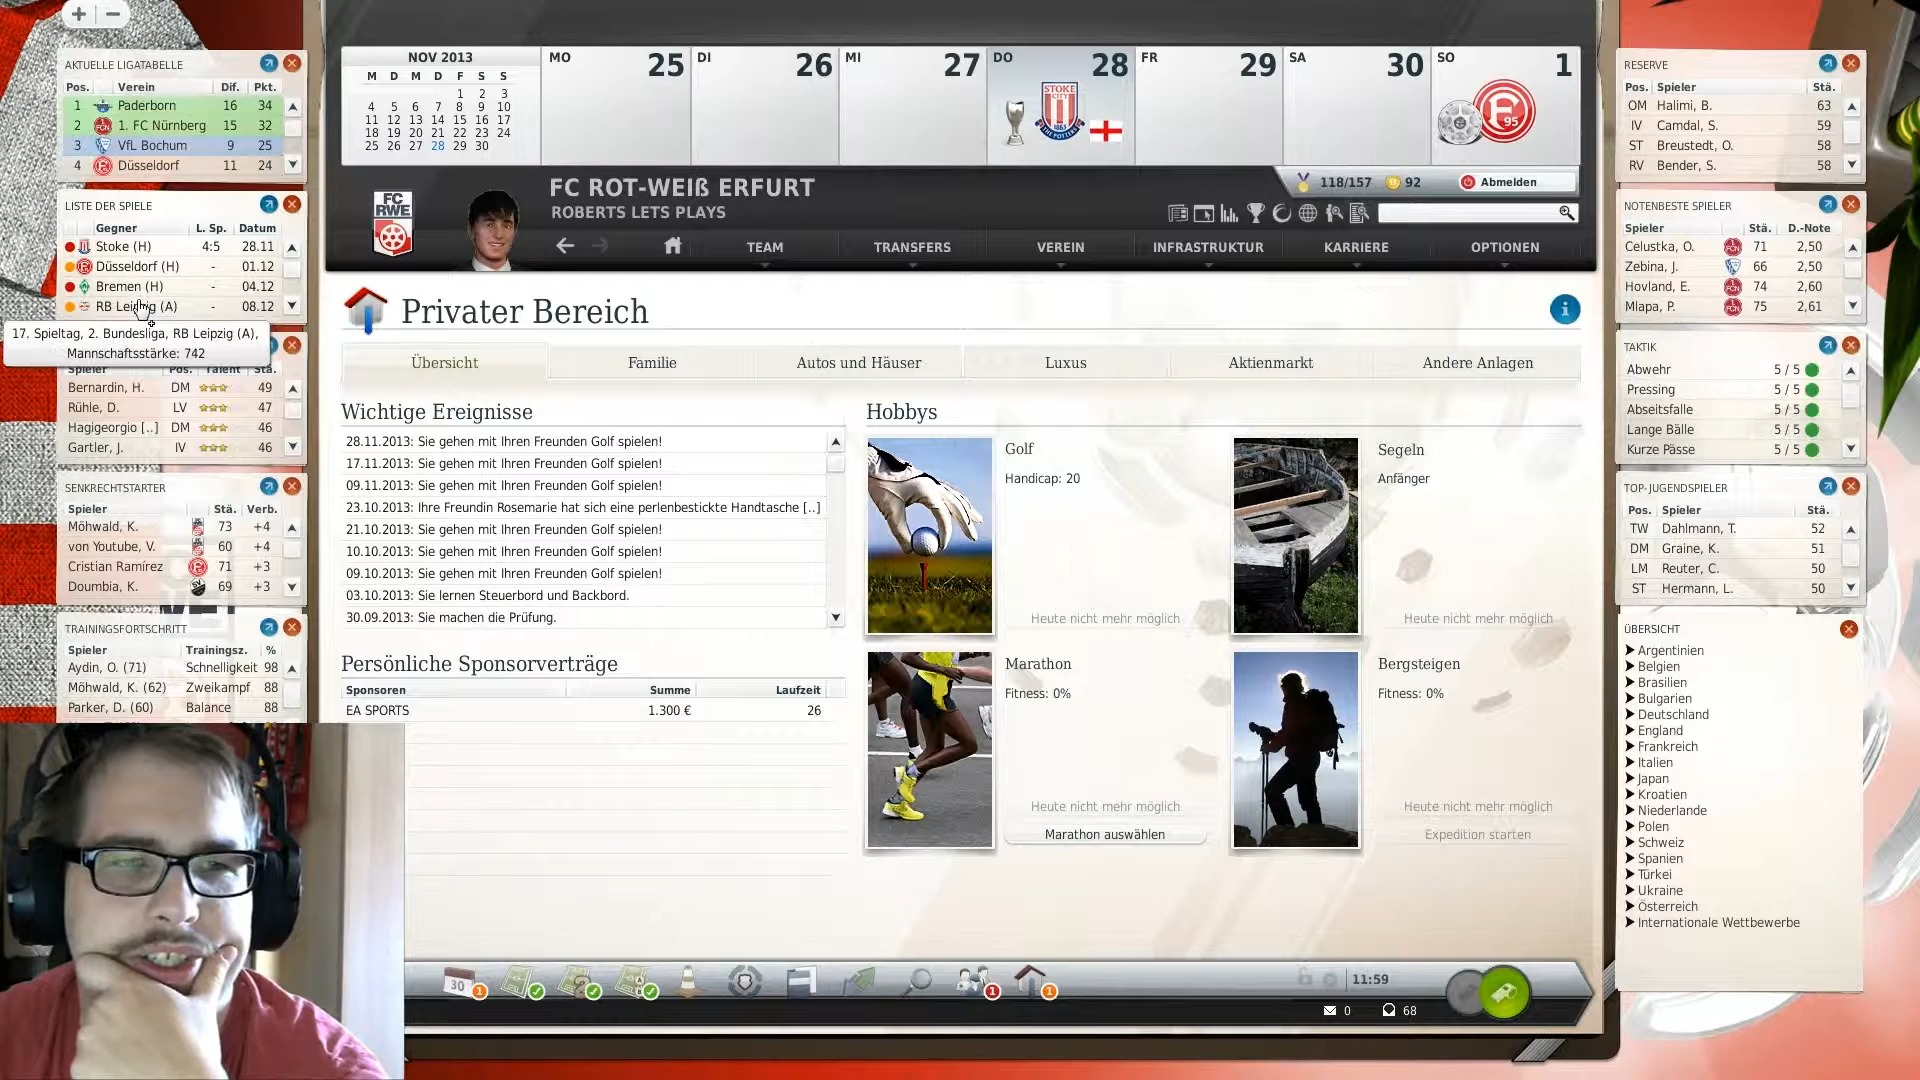 AKTUELLE LIGATABELLE
Pos. Verein Dif. Pkt.
1 Paderborn 16 34
2 1. FC Nürnberg 15 32
3 VfL Bochum 9 25
4 Düsseldorf 11 24
LISTE DER SPIELE
Gegner L. Sp. Datum
Stoke (H) 4:5 28.11
Düsseldorf (H) - 01.12
Bremen (H) - 04.12
RB Leipzig (A) - 08.12
17. Spieltag, 2. Bundesliga, RB Leipzig (A),
Mannschaftsstärke: 742
Spieler Pos. Talent Stä.
Bernardin, H. DM 49
Rühle, D. LV 47
Hagigeorgio [..] DM 46
Gartler, J. IV 46
SENKRECHTSTARTER
Spieler Stä. Verb.
Möhwald, K. 73 +4
von Youtube, V. 60 +4
Cristian Ramírez 71 +3
Doumbia, K. 69 +3
TRAININGSFORTSCHRITT
Spieler Trainingsz. %
Aydin, O. (71) Schnelligkeit 98
Möhwald, K. (62) Zweikampf 88
Parker, D. (60) Balance 88
NOV 2013
M D M D F S S
1 2 3
4 5 6 7 8 9 10
11 12 13 14 15 16 17
18 19 20 21 22 23 24
25 26 27 28 29 30
MO 25
DI 26
MI 27
DO 28
STOKE CITY
1863
THE POTTERS
FR 29
SA 30
SO 1
F 95
FC RWE
FC ROT-WEIß ERFURT
ROBERTS LETS PLAYS
118/157 92 Abmelden
TEAM TRANSFERS VEREIN INFRASTRUKTUR KARRIERE OPTIONEN
Privater Bereich
Übersicht Familie Autos und Häuser Luxus Aktienmarkt Andere Anlagen
Wichtige Ereignisse
28.11.2013: Sie gehen mit Ihren Freunden Golf spielen!
17.11.2013: Sie gehen mit Ihren Freunden Golf spielen!
09.11.2013: Sie gehen mit Ihren Freunden Golf spielen!
23.10.2013: Ihre Freundin Rosemarie hat sich eine perlenbestickte Handtasche [..]
21.10.2013: Sie gehen mit Ihren Freunden Golf spielen!
10.10.2013: Sie gehen mit Ihren Freunden Golf spielen!
09.10.2013: Sie gehen mit Ihren Freunden Golf spielen!
03.10.2013: Sie lernen Steuerbord und Backbord.
30.09.2013: Sie machen die Prüfung.
Persönliche Sponsorverträge
Sponsoren Summe Laufzeit
EA SPORTS 1.300 € 26
Hobbys
Golf
Handicap: 20
Heute nicht mehr möglich
Segeln
Anfänger
Heute nicht mehr möglich
Marathon
Fitness: 0%
Heute nicht mehr möglich
Marathon auswählen
Bergsteigen
Fitness: 0%
Heute nicht mehr möglich
Expedition starten
30 1 1 1
11:59
0 68
RESERVE
Pos. Spieler Stä.
OM Halimi, B. 63
IV Camdal, S. 59
ST Breustedt, O. 58
RV Bender, S. 58
NOTENBESTE SPIELER
Spieler Stä. D.-Note
Celustka, O. 71 2,50
Zebina, J. 66 2,50
Hovland, E. 74 2,60
Mlapa, P. 75 2,61
TAKTIK
Abwehr 5 / 5
Pressing 5 / 5
Abseitsfalle 5 / 5
Lange Bälle 5 / 5
Kurze Pässe 5 / 5
TOP-JUGENDSPIELER
Pos. Spieler Stä.
TW Dahlmann, T. 52
DM Graine, K. 51
LM Reuter, C. 50
ST Hermann, L. 50
ÜBERSICHT
Argentinien
Belgien
Brasilien
Bulgarien
Deutschland
England
Frankreich
Italien
Japan
Kroatien
Niederlande
Polen
Schweiz
Spanien
Türkei
Ukraine
Österreich
Internationale Wettbewerbe